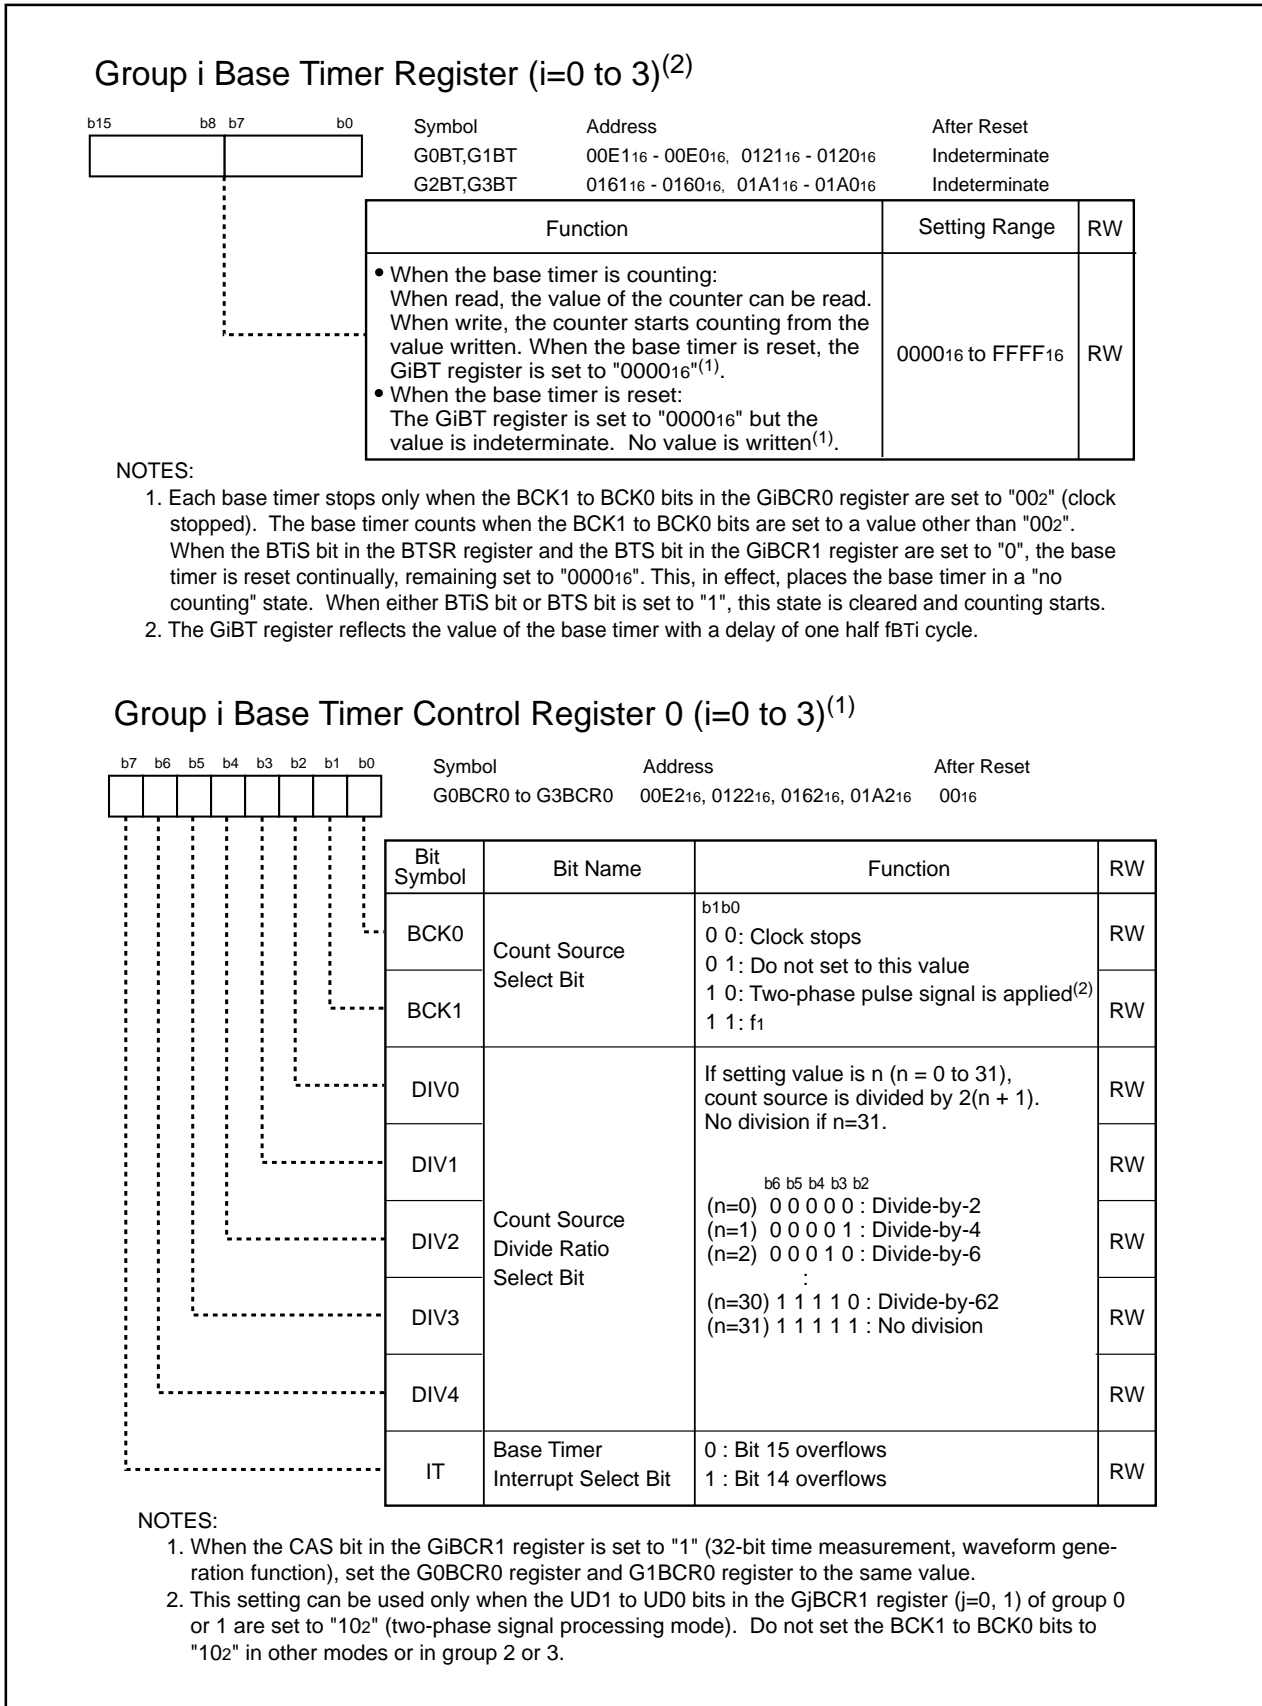 Group i Base Timer Register (i=0 to 3)(2)
b15 b8 b7 b0 Symbol Address After Reset
G0BT,G1BT 00E116 - 00E016, 012116 - 012016 Indeterminate
G2BT,G3BT 016116 - 016016, 01A116 - 01A016 Indeterminate
Function Setting Range RW
• When the base timer is counting:
When read, the value of the counter can be read.
When write, the counter starts counting from the
value written. When the base timer is reset, the
GiBT register is set to "000016"(1).
000016 to FFFF16 RW
• When the base timer is reset:
The GiBT register is set to "000016" but the
value is indeterminate. No value is written(1).
NOTES:
1. Each base timer stops only when the BCK1 to BCK0 bits in the GiBCR0 register are set to "002" (clock
stopped). The base timer counts when the BCK1 to BCK0 bits are set to a value other than "002".
When the BTiS bit in the BTSR register and the BTS bit in the GiBCR1 register are set to "0", the base
timer is reset continually, remaining set to "000016". This, in effect, places the base timer in a "no
counting" state. When either BTiS bit or BTS bit is set to "1", this state is cleared and counting starts.
2. The GiBT register reflects the value of the base timer with a delay of one half fBTi cycle.
Group i Base Timer Control Register 0 (i=0 to 3)(1)
b7 b6 b5 b4 b3 b2 b1 b0 Symbol Address After Reset
G0BCR0 to G3BCR0 00E216, 012216, 016216, 01A216 0016
Bit Symbol Bit Name Function RW
BCK0 RW
BCK1 RW
Count Source
Select Bit
b1b0
0 0: Clock stops
0 1: Do not set to this value
1 0: Two-phase pulse signal is applied(2)
1 1: f1
DIV0 RW
DIV1 RW
DIV2 RW
DIV3 RW
DIV4 RW
Count Source
Divide Ratio
Select Bit
If setting value is n (n = 0 to 31),
count source is divided by 2(n + 1).
No division if n=31.
b6 b5 b4 b3 b2
(n=0) 0 0 0 0 0 : Divide-by-2
(n=1) 0 0 0 0 1 : Divide-by-4
(n=2) 0 0 0 1 0 : Divide-by-6
:
(n=30) 1 1 1 1 0 : Divide-by-62
(n=31) 1 1 1 1 1 : No division
IT RW
Base Timer
Interrupt Select Bit
0 : Bit 15 overflows
1 : Bit 14 overflows
NOTES:
1. When the CAS bit in the GiBCR1 register is set to "1" (32-bit time measurement, waveform gene-
ration function), set the G0BCR0 register and G1BCR0 register to the same value.
2. This setting can be used only when the UD1 to UD0 bits in the GjBCR1 register (j=0, 1) of group 0
or 1 are set to "102" (two-phase signal processing mode). Do not set the BCK1 to BCK0 bits to
"102" in other modes or in group 2 or 3.